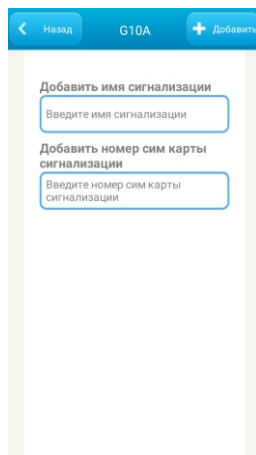 Назад G10A Добавить
Добавить имя сигнализации
Введите имя сигнализации
Добавить номер сим карты
сигнализации
Введите номер сим карты
сигнализации